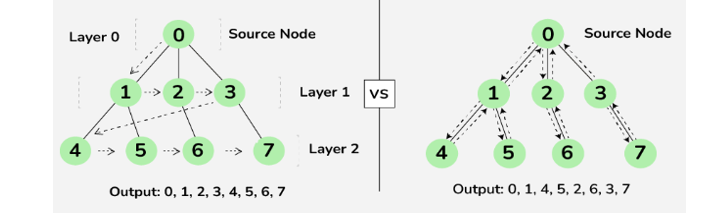 Layer 0
0
Source Node
1
2
3
Layer 1
4
5
6
7
Layer 2
Output: 0, 1, 2, 3, 4, 5, 6, 7
VS
0
Source Node
1
2
3
4
5
6
7
Output: 0, 1, 4, 5, 2, 6, 3, 7